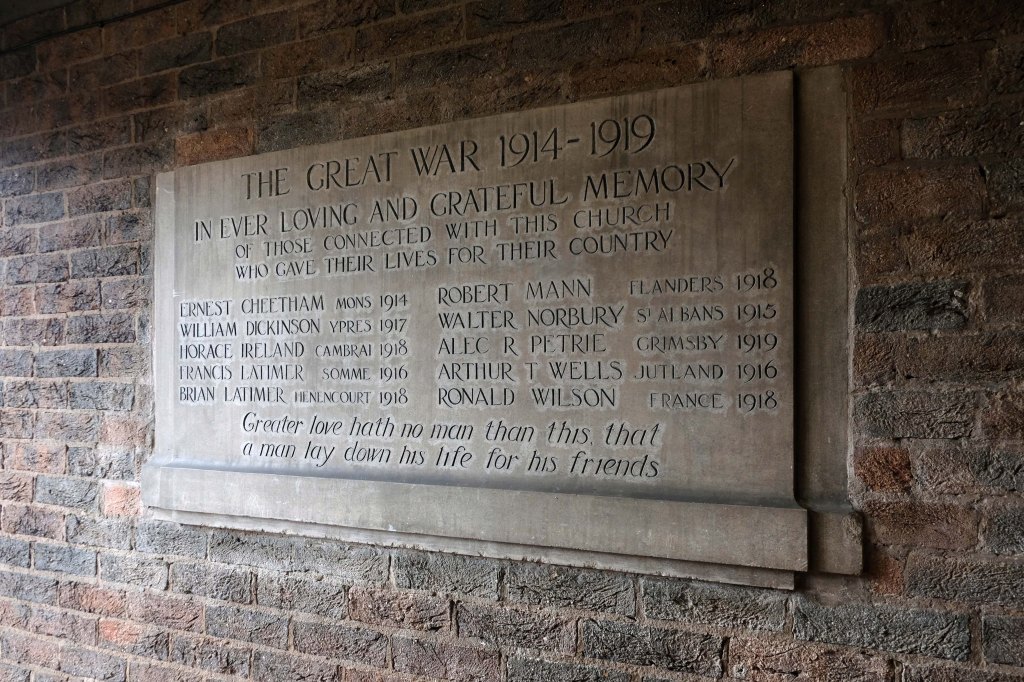 THE GREAT WAR 1914-1919
IN EVER LOVING AND GRATEFUL MEMORY
OF THOSE CONNECTED WITH THIS CHURCH
WHO GAVE THEIR LIVES FOR THEIR COUNTRY
ERNEST CHEETHAM MONS 1914
WILLIAM DICKINSON YPRES 1917
HORACE IRELAND CAMBRAI 1918
FRANCIS LATIMER SOMME 1916
BRIAN LATIMER HENENCOURT 1918
ROBERT MANN FLANDERS 1918
WALTER NORBURY ST ALBANS 1915
ALEC R PETRIE GRIMSBY 1919
ARTHUR T WELLS JUTLAND 1916
RONALD WILSON FRANCE 1918
Greater love hath no man than this, that
a man lay down his life for his friends